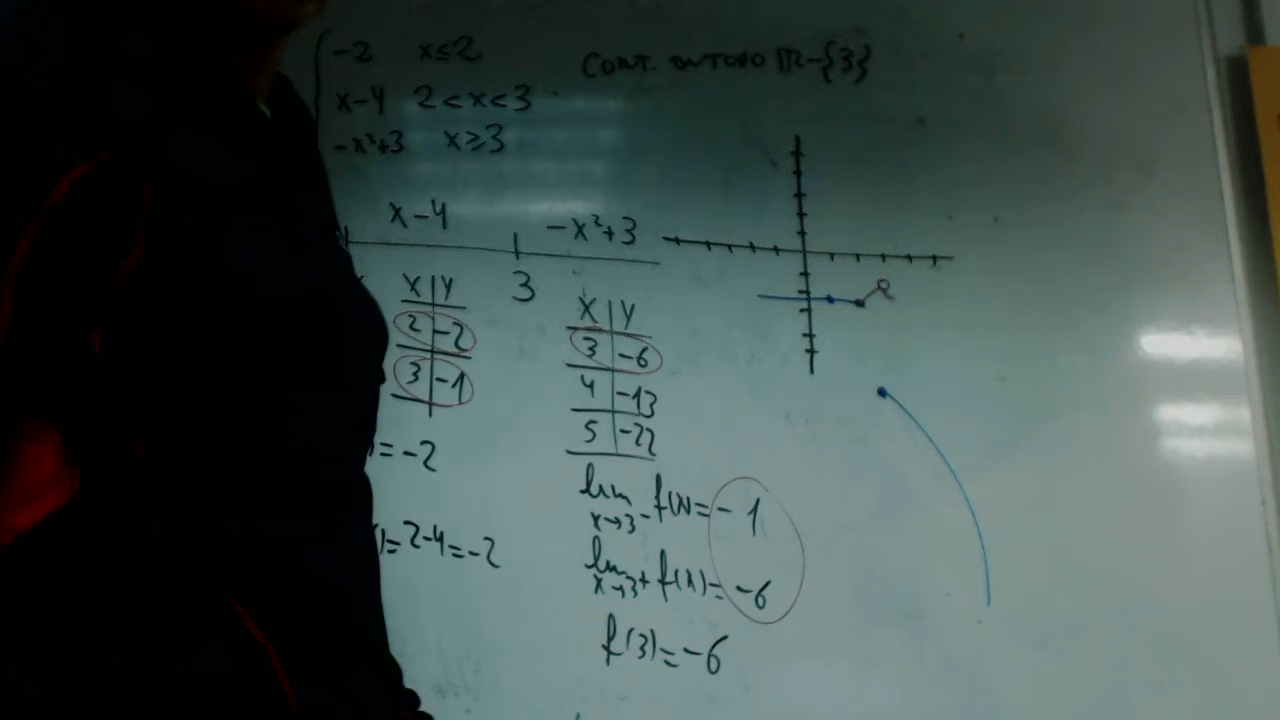 -2 x≤2 CONT. EN TODO ℝ-{3}
x-4 2<x<3
-x²+3 x≥3
x-4 -x²+3
3
x y
2 -2
3 -1
x y
3 -6
4 -13
5 -22
=-2
)=2-4=-2
lim x→3⁻ f(x)=-1
lim x→3⁺ f(x)=-6
f(3)=-6